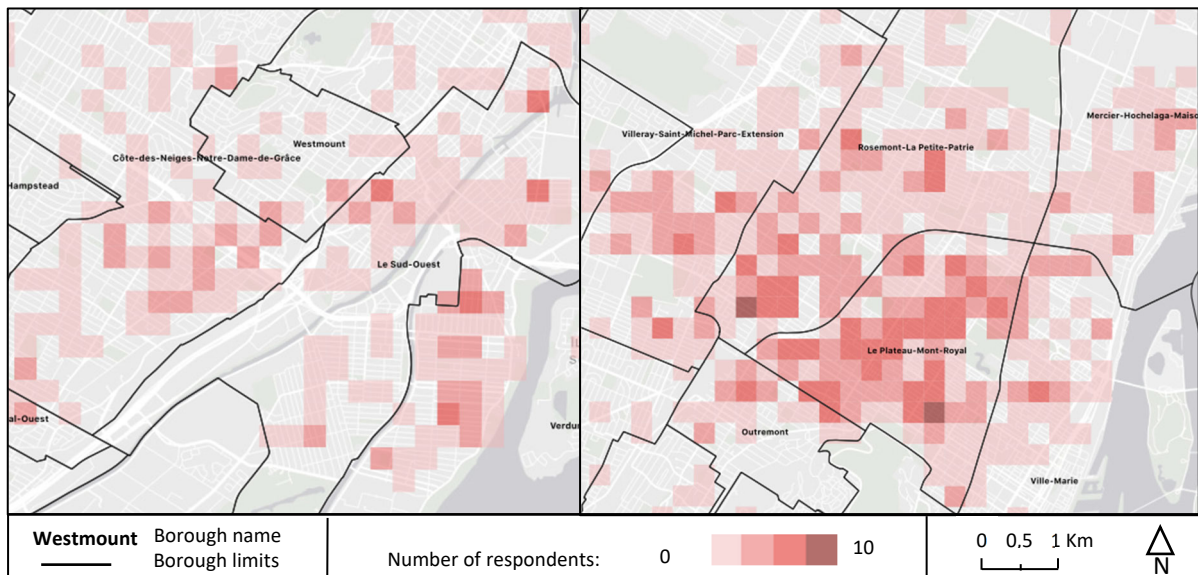 Westmount
Côte-des-Neiges-Notre-Dame-de-Grâce
Hampstead
Le Sud-Ouest
al-Ouest
Verdun
Mercier-Hochelaga-Maiso
Villeray-Saint-Michel-Parc-Extension
Rosemont-La Petite-Patrie
Le Plateau-Mont-Royal
Outremont
Ville-Marie
Westmount Borough name
Borough limits
Number of respondents: 0 10
0 0,5 1 Km
N